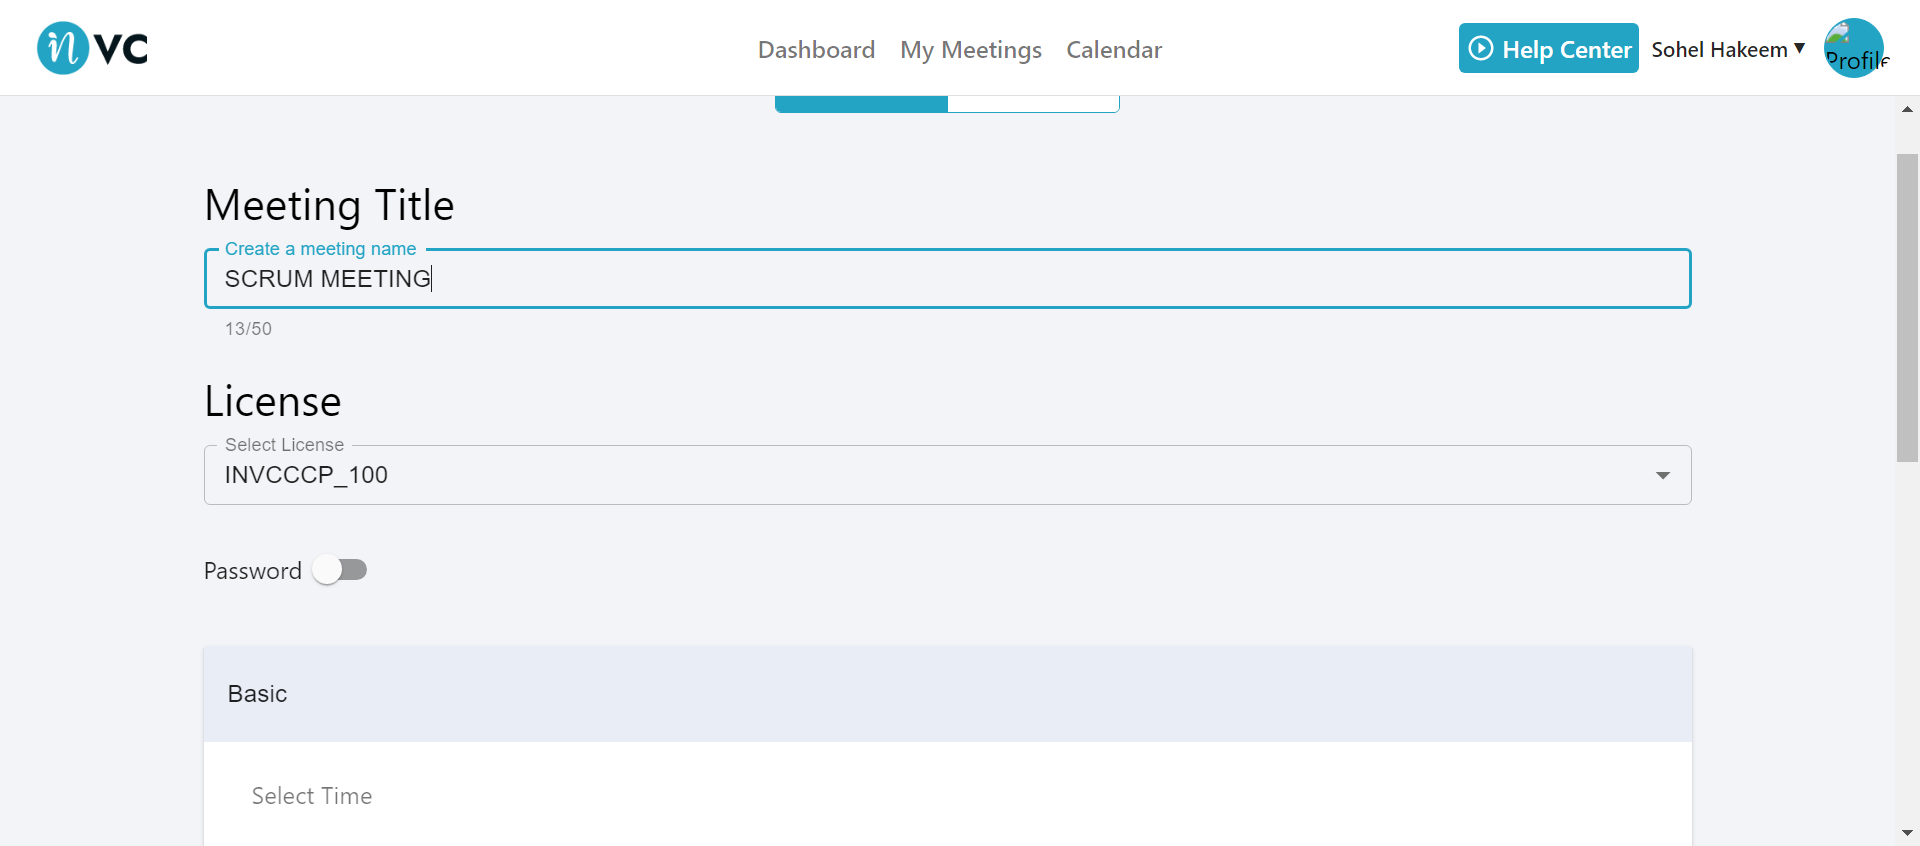 n VC
Dashboard My Meetings Calendar
Help Center
Sohel Hakeem ▼
Profile
Meeting Title
Create a meeting name
SCRUM MEETING
13/50
License
Select License
INVCCCP_100
Password
Basic
Select Time